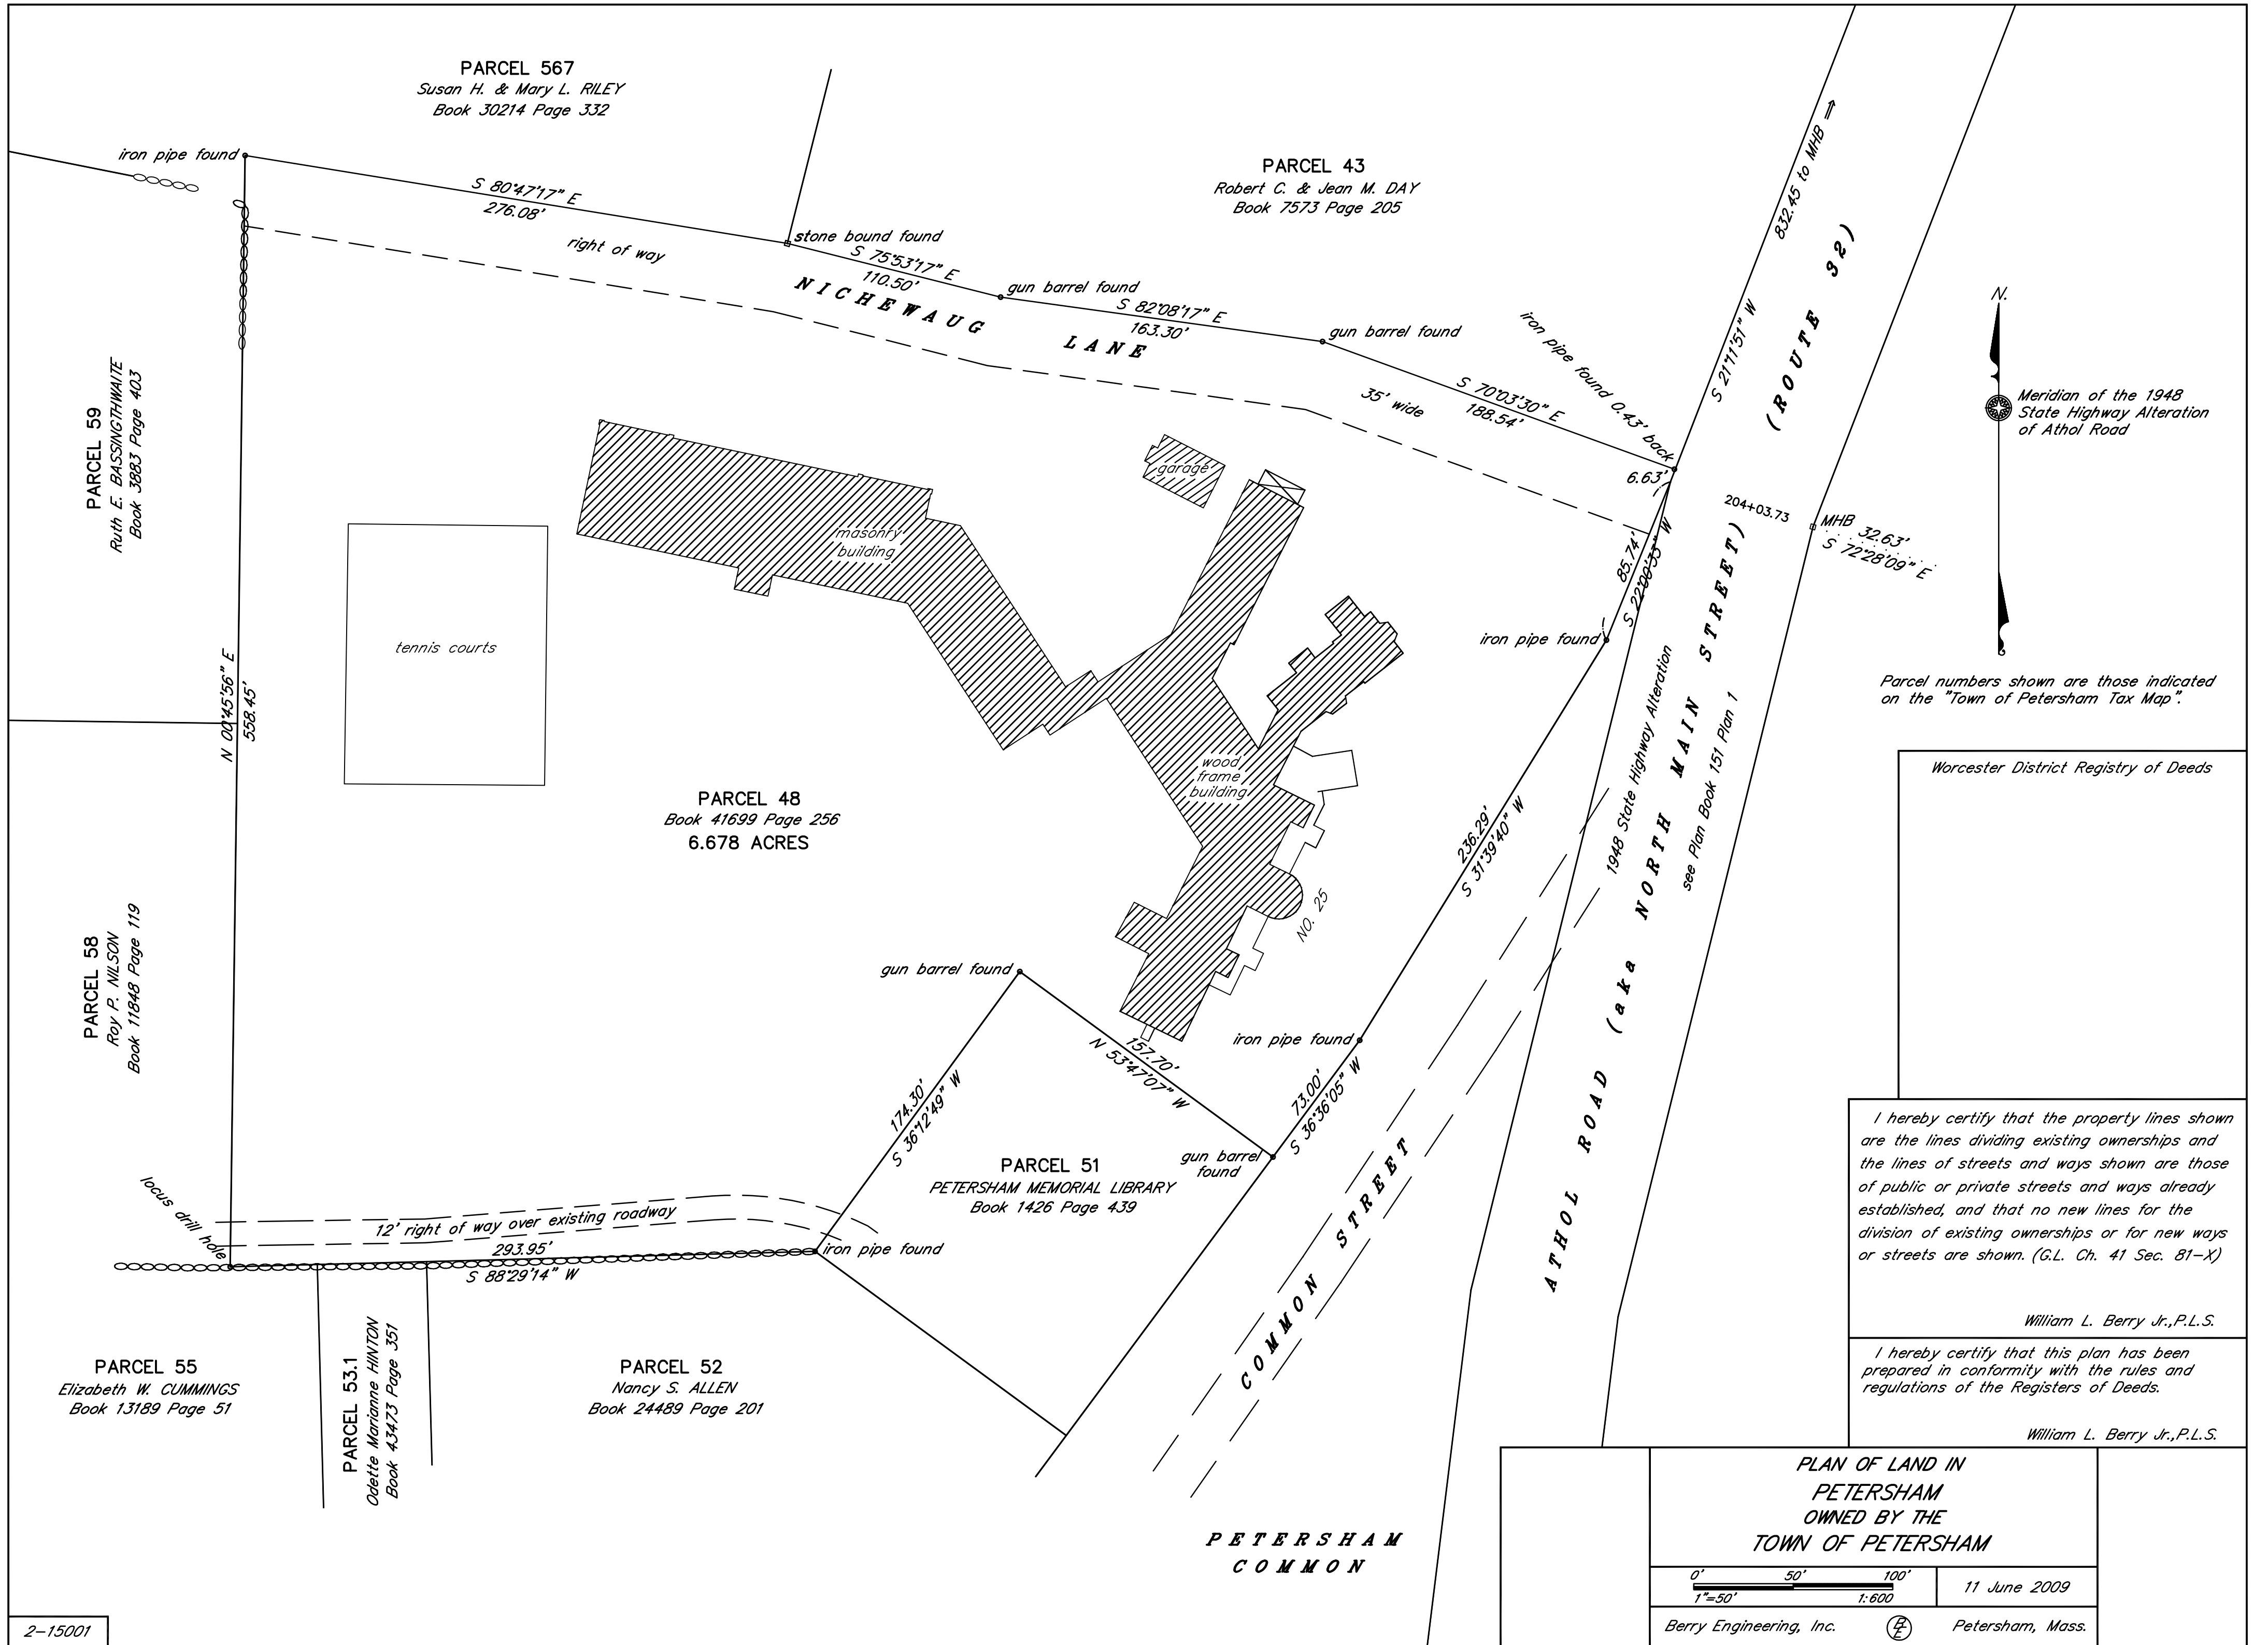 PARCEL 567
Susan H. & Mary L. RILEY
Book 30214 Page 332
iron pipe found
S 80°47'17" E
276.08'
right of way
stone bound found
S 75°53'17" E
110.50'
NICHEWAUG LANE
gun barrel found
S 82°08'17" E
163.30'
gun barrel found
PARCEL 43
Robert C. & Jean M. DAY
Book 7573 Page 205
35' wide
S 70°03'30" E
188.54'
iron pipe found 0.43' back
6.63'
832.45 to MHB
S 21°11'51" W
(ROUTE 32)
204+03.73
MHB
32.63'
S 72°28'09" E
N.
Meridian of the 1948
State Highway Alteration
of Athol Road
Parcel numbers shown are those indicated
on the "Town of Petersham Tax Map".
PARCEL 59
Ruth E. BASSINGTHWAITE
Book 3883 Page 403
N 00°45'56" E
558.45'
tennis courts
masonry
building
garage
wood
frame
building
NO. 25
85.74'
S 22°00'33" W
iron pipe found
236.29'
S 31°39'40" W
1948 State Highway Alteration
ATHOL ROAD (aka NORTH MAIN STREET)
see Plan Book 151 Plan 1
PARCEL 48
Book 41699 Page 256
6.678 ACRES
PARCEL 58
Roy P. NILSON
Book 11848 Page 119
gun barrel found
157.70'
N 53°47'07" W
iron pipe found
73.00'
S 36°36'05" W
174.30'
S 36°12'49" W
gun barrel
found
PARCEL 51
PETERSHAM MEMORIAL LIBRARY
Book 1426 Page 439
COMMON STREET
locus drill hole
12' right of way over existing roadway
293.95'
S 88°29'14" W
iron pipe found
PARCEL 55
Elizabeth W. CUMMINGS
Book 13189 Page 51
PARCEL 53.1
Odette Marianne HINTON
Book 43473 Page 351
PARCEL 52
Nancy S. ALLEN
Book 24489 Page 201
PETERSHAM
COMMON
Worcester District Registry of Deeds
I hereby certify that the property lines shown
are the lines dividing existing ownerships and
the lines of streets and ways shown are those
of public or private streets and ways already
established, and that no new lines for the
division of existing ownerships or for new ways
or streets are shown. (G.L. Ch. 41 Sec. 81-X)
William L. Berry Jr.,P.L.S.
I hereby certify that this plan has been
prepared in conformity with the rules and
regulations of the Registers of Deeds.
William L. Berry Jr.,P.L.S.
PLAN OF LAND IN
PETERSHAM
OWNED BY THE
TOWN OF PETERSHAM
0' 50' 100'
1"=50' 1:600
11 June 2009
Berry Engineering, Inc. BE Petersham, Mass.
2-15001